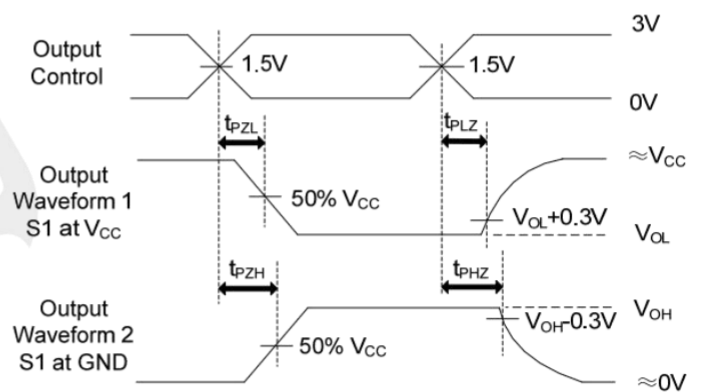 3V
Output
Control
1.5V
1.5V
0V
tPZL
tPLZ
≈VCC
Output
Waveform 1
S1 at VCC
50% VCC
VOL+0.3V
VOL
tPZH
tPHZ
Output
Waveform 2
S1 at GND
VOH
VOH-0.3V
50% VCC
≈0V